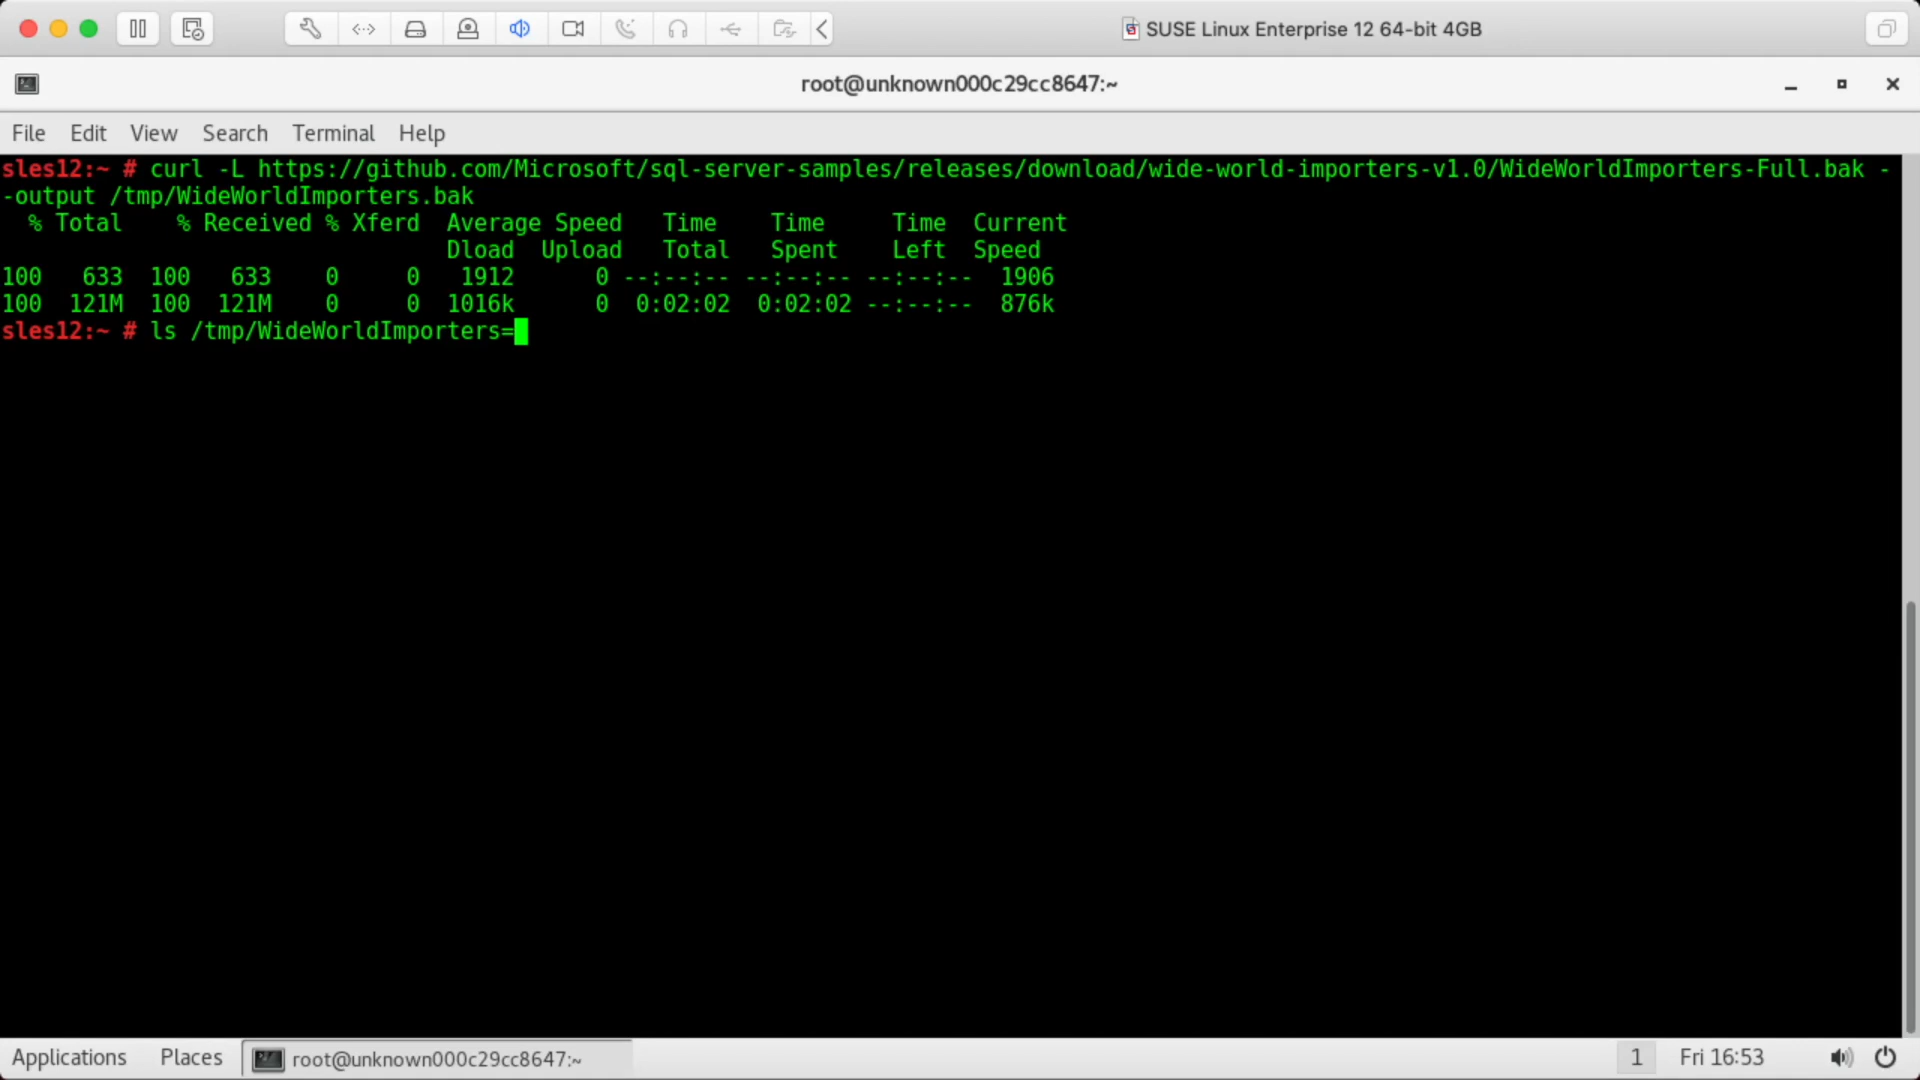 SUSE Linux Enterprise 12 64-bit 4GB
root@unknown000c29cc8647:~
File Edit View Search Terminal Help
sles12:~ # curl -L https://github.com/Microsoft/sql-server-samples/releases/download/wide-world-importers-v1.0/WideWorldImporters-Full.bak -
-output /tmp/WideWorldImporters.bak
  % Total    % Received % Xferd  Average Speed   Time    Time     Time  Current
                                 Dload  Upload   Total   Spent    Left  Speed
100   633  100   633    0     0   1912      0 --:--:-- --:--:-- --:--:--  1906
100  121M  100  121M    0     0  1016k      0  0:02:02  0:02:02 --:--:--  876k
sles12:~ # ls /tmp/WideWorldImporters=
Applications Places root@unknown000c29cc8647:~ 1 Fri 16:53